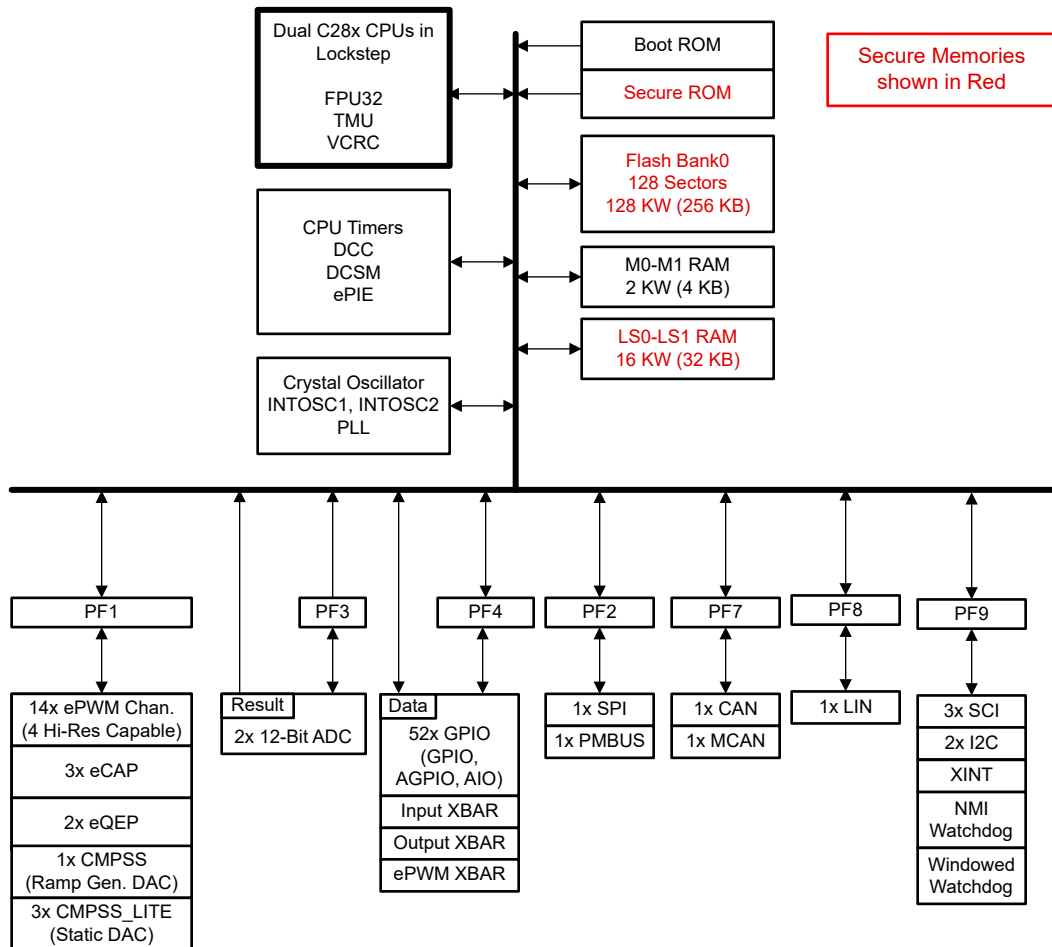 Dual C28x CPUs in
Lockstep
FPU32
TMU
VCRC
CPU Timers
DCC
DCSM
ePIE
Crystal Oscillator
INTOSC1, INTOSC2
PLL
Boot ROM
Secure ROM
Flash Bank0
128 Sectors
128 KW (256 KB)
M0-M1 RAM
2 KW (4 KB)
LS0-LS1 RAM
16 KW (32 KB)
Secure Memories
shown in Red
PF1
PF3
PF4
PF2
PF7
PF8
PF9
14x ePWM Chan.
(4 Hi-Res Capable)
3x eCAP
2x eQEP
1x CMPSS
(Ramp Gen. DAC)
3x CMPSS_LITE
(Static DAC)
Result
2x 12-Bit ADC
Data
52x GPIO
(GPIO,
AGPIO, AIO)
Input XBAR
Output XBAR
ePWM XBAR
1x SPI
1x PMBUS
1x CAN
1x MCAN
1x LIN
3x SCI
2x I2C
XINT
NMI
Watchdog
Windowed
Watchdog